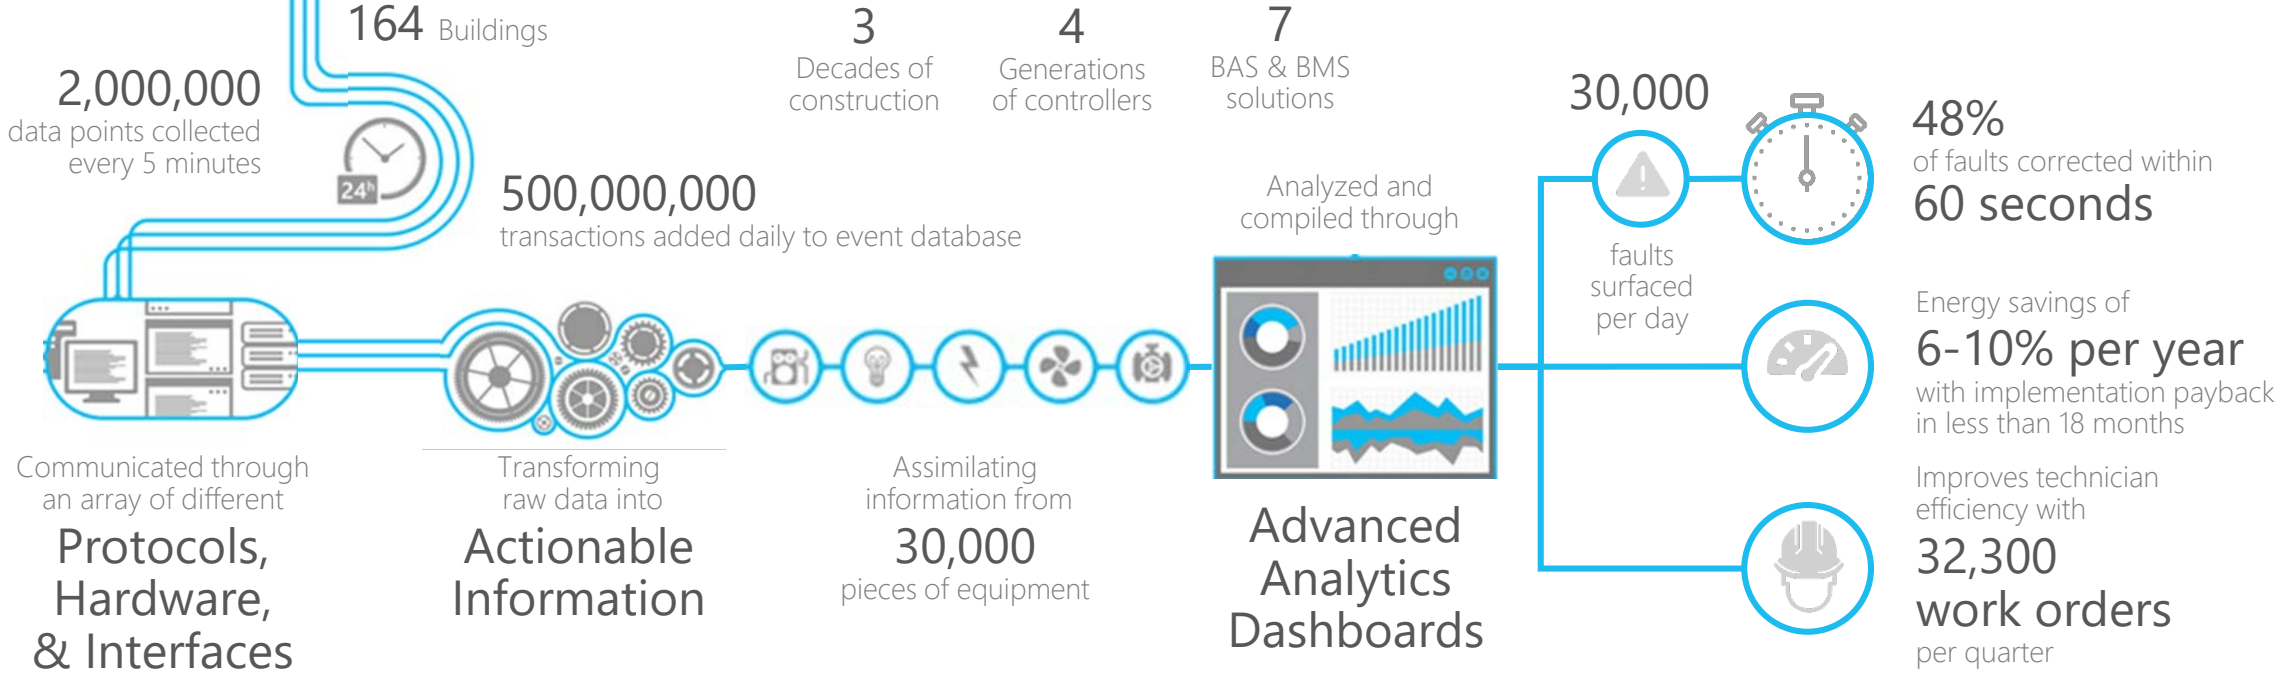 164 Buildings
2,000,000
data points collected
every 5 minutes
24h
500,000,000
transactions added daily to event database
3
Decades of
construction
4
Generations
of controllers
7
BAS & BMS
solutions
Communicated through
an array of different
Protocols,
Hardware,
& Interfaces
Transforming
raw data into
Actionable
Information
Assimilating
information from
30,000
pieces of equipment
Analyzed and
compiled through
Advanced
Analytics
Dashboards
30,000
faults
surfaced
per day
48%
of faults corrected within
60 seconds
Energy savings of
6-10% per year
with implementation payback
in less than 18 months
Improves technician
efficiency with
32,300
work orders
per quarter